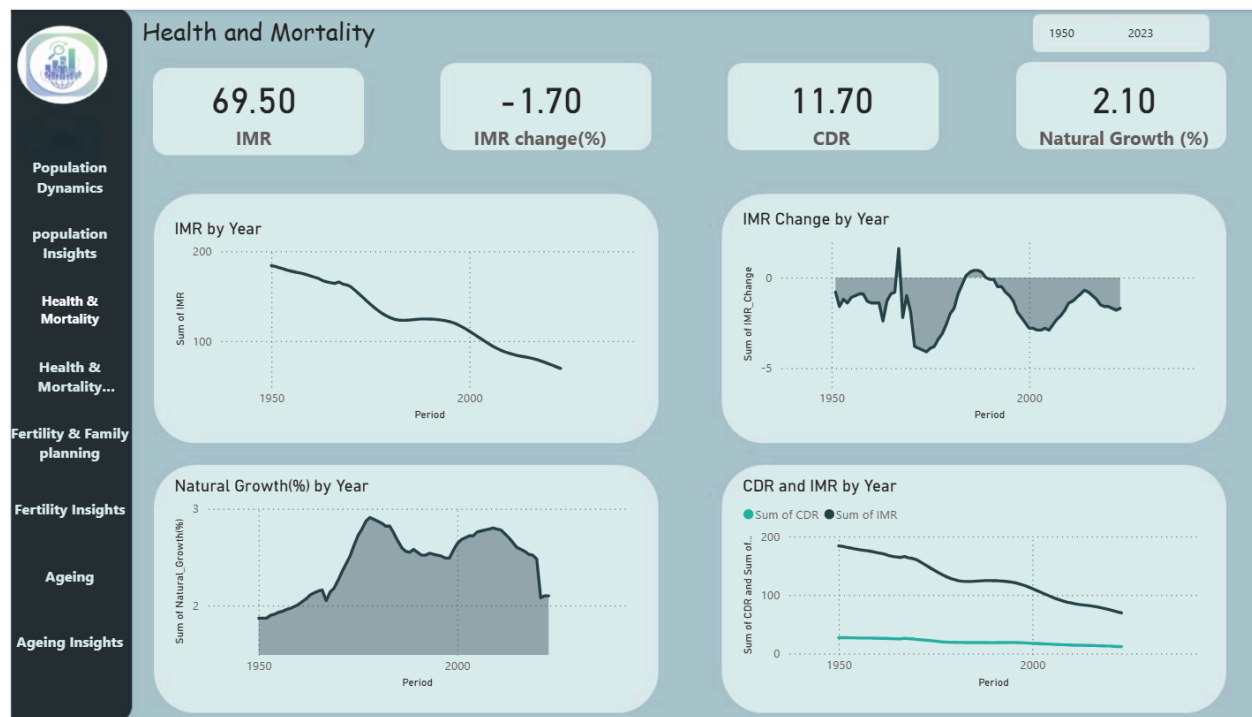 Health and Mortality
1950 2023
Population
Dynamics
population
Insights
Health &
Mortality
Health &
Mortality...
Fertility & Family
planning
Fertility Insights
Ageing
Ageing Insights
69.50
IMR
-1.70
IMR change(%)
11.70
CDR
2.10
Natural Growth (%)
IMR by Year
Sum of IMR
200
100
1950 2000
Period
IMR Change by Year
Sum of IMR_Change
0
-5
1950 2000
Period
Natural Growth(%) by Year
Sum of Natural_Growth(%)
3
2
1950 2000
Period
CDR and IMR by Year
Sum of CDR Sum of IMR
Sum of CDR and Sum of...
200
100
0
1950 2000
Period